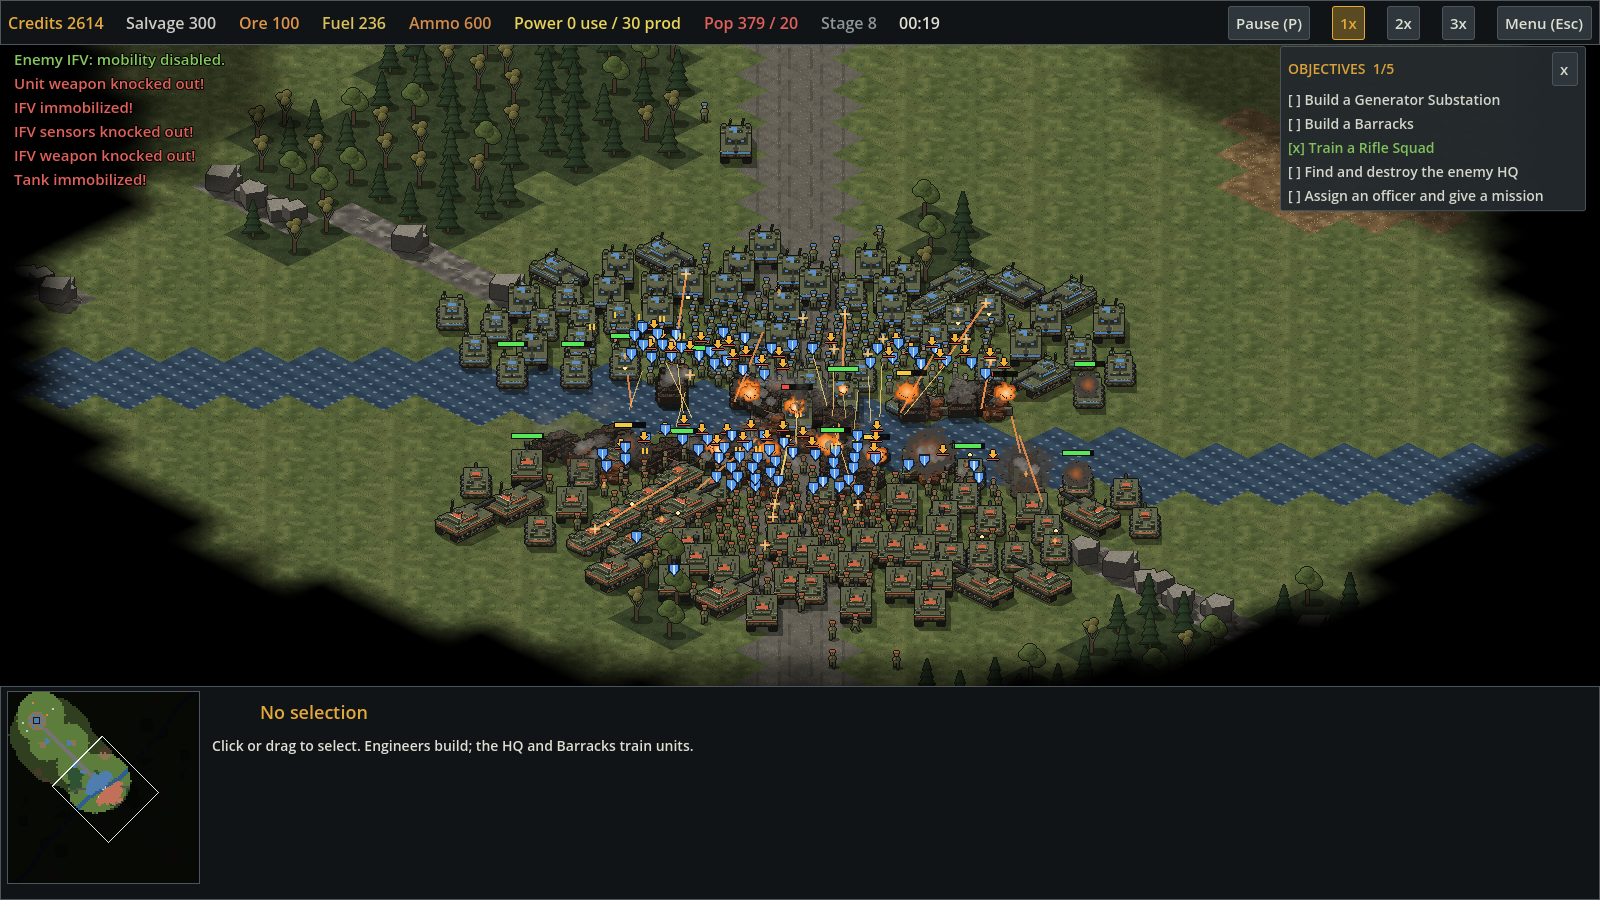 Credits 2614 Salvage 300 Ore 100 Fuel 236 Ammo 600 Power 0 use / 30 prod Pop 379 / 20 Stage 8 00:19 Pause (P) 1x 2x 3x Menu (Esc)
Enemy IFV: mobility disabled.
Unit weapon knocked out!
IFV immobilized!
IFV sensors knocked out!
IFV weapon knocked out!
Tank immobilized!
OBJECTIVES 1/5 x
[ ] Build a Generator Substation
[ ] Build a Barracks
[x] Train a Rifle Squad
[ ] Find and destroy the enemy HQ
[ ] Assign an officer and give a mission
No selection
Click or drag to select. Engineers build; the HQ and Barracks train units.